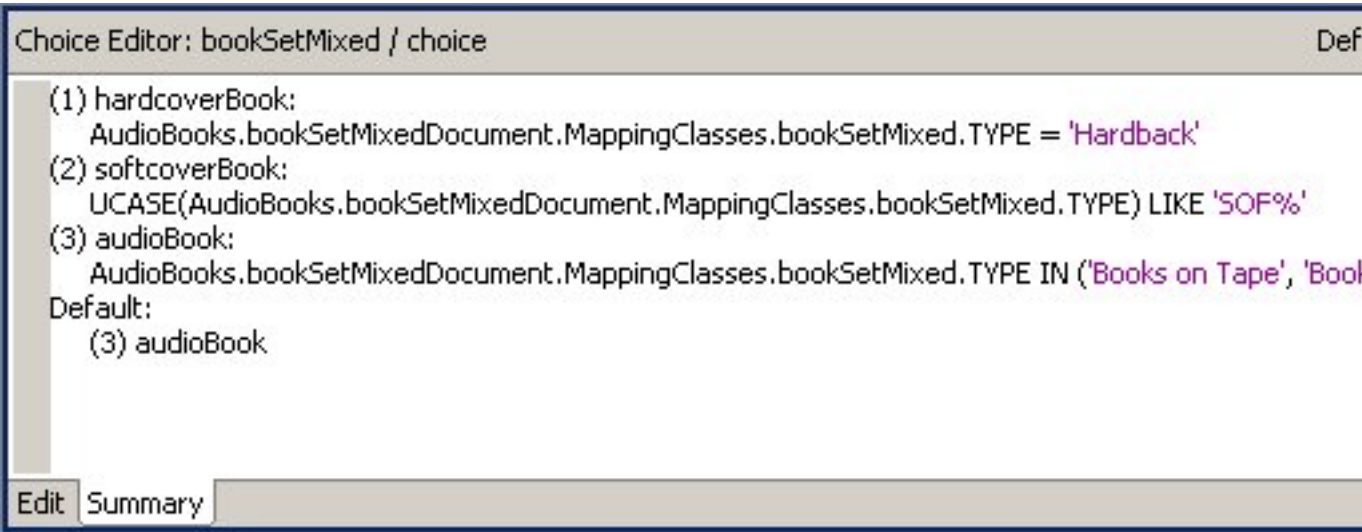 Choice Editor: bookSetMixed / choice Def
(1) hardcoverBook:
AudioBooks.bookSetMixedDocument.MappingClasses.bookSetMixed.TYPE = 'Hardback'
(2) softcoverBook:
UCASE(AudioBooks.bookSetMixedDocument.MappingClasses.bookSetMixed.TYPE) LIKE 'SOF%'
(3) audioBook:
AudioBooks.bookSetMixedDocument.MappingClasses.bookSetMixed.TYPE IN ('Books on Tape', 'Book
Default:
(3) audioBook
Edit Summary